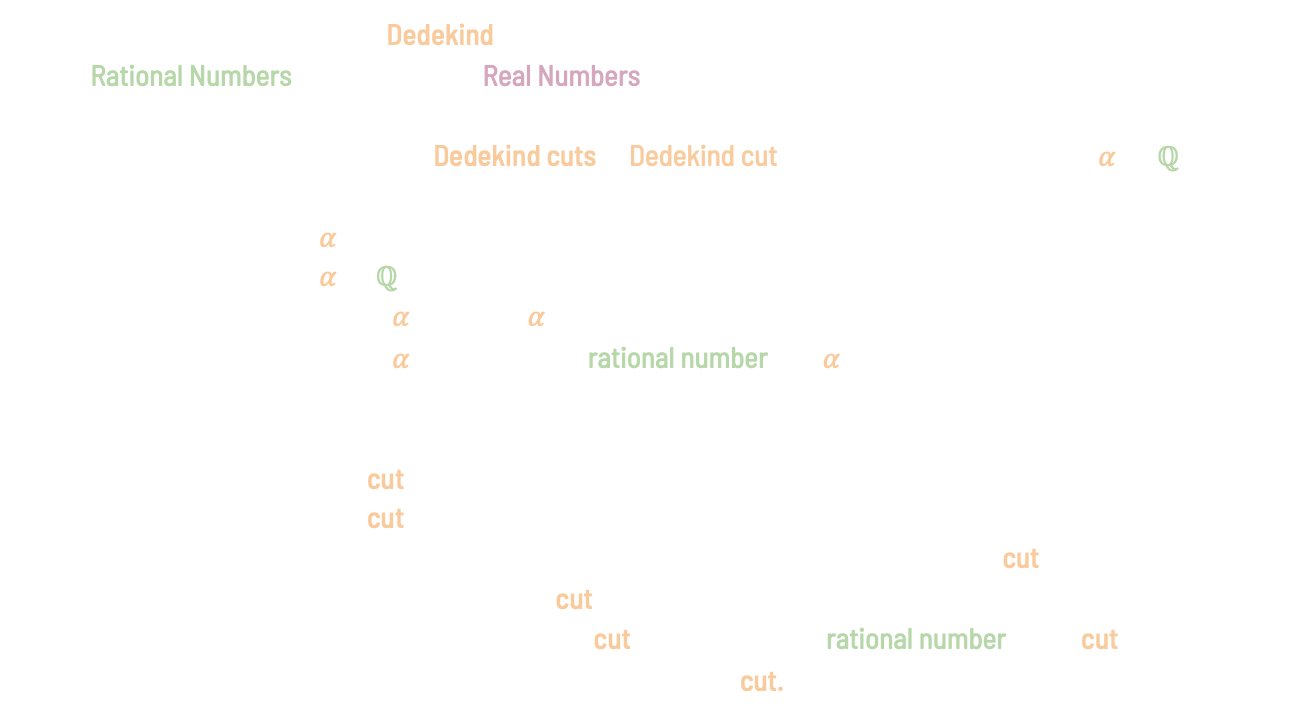 Dedekind
Rational Numbers Real Numbers
Dedekind cuts Dedekind cut α ℚ
α
α ℚ
α α
α rational number α
cut
cut
cut
cut
cut rational number cut
cut.